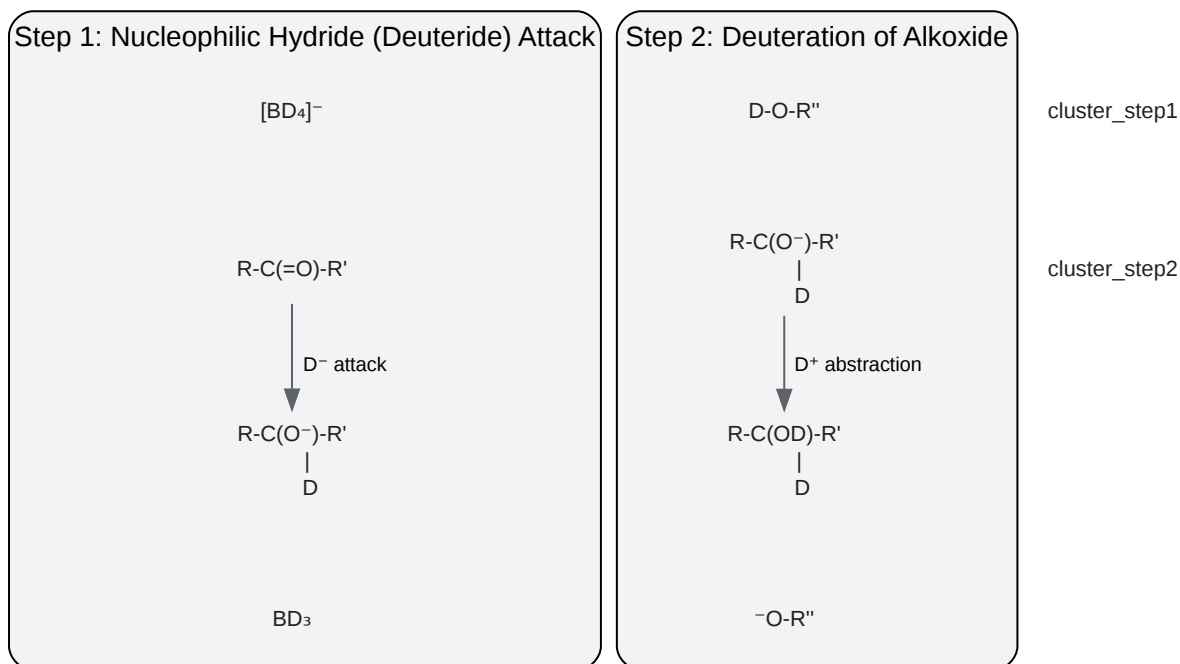 Step 1: Nucleophilic Hydride (Deuteride) Attack
[BD₄]⁻
R-C(=O)-R'
D⁻ attack
R-C(O⁻)-R'
|
D
BD₃
Step 2: Deuteration of Alkoxide
D-O-R''
R-C(O⁻)-R'
|
D
D⁺ abstraction
R-C(OD)-R'
|
D
⁻O-R''
cluster_step1
cluster_step2